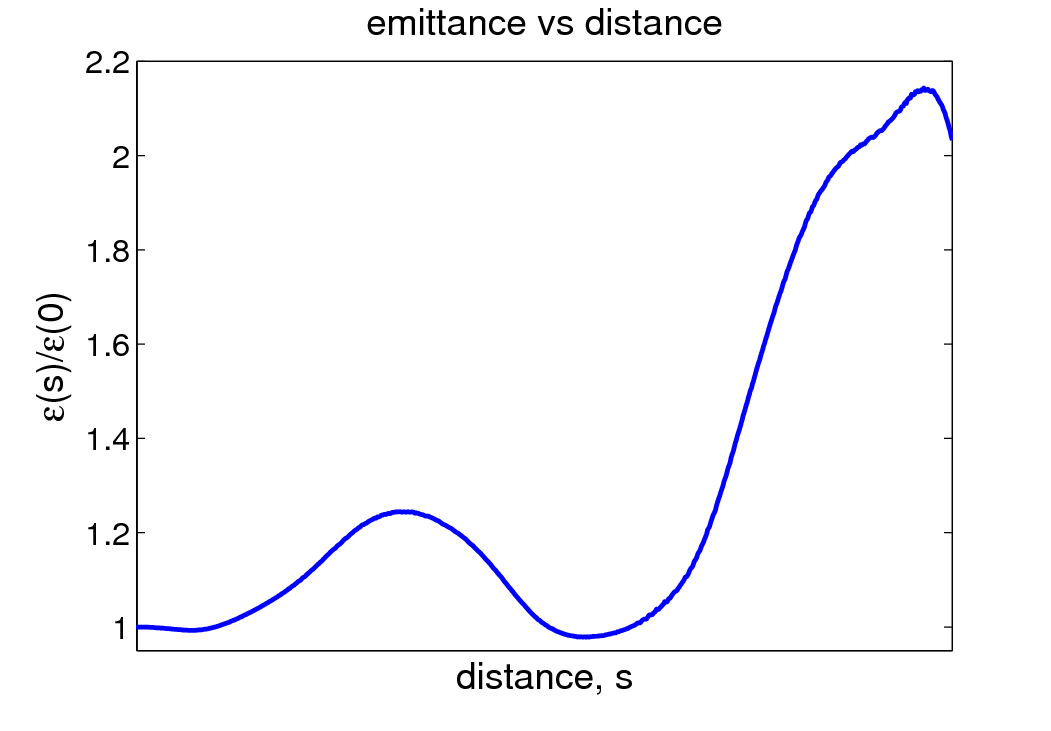 emittance vs distance
2.2
2
1.8
1.6
1.4
1.2
1
ε(s)/ε(0)
distance, s